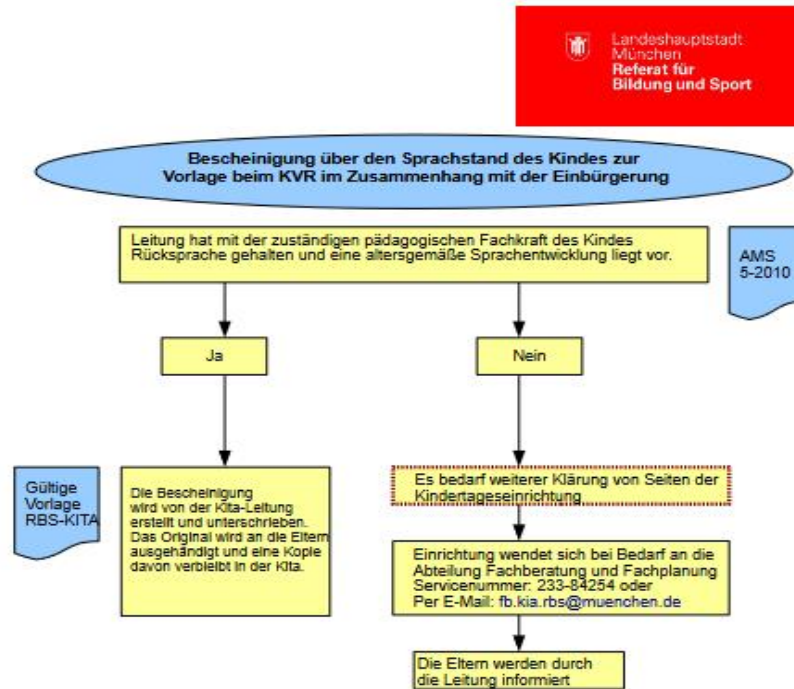 Landeshauptstadt
München
Referat für
Bildung und Sport
Bescheinigung über den Sprachstand des Kindes zur
Vorlage beim KVR im Zusammenhang mit der Einbürgerung
Leitung hat mit der zuständigen pädagogischen Fachkraft des Kindes
Rücksprache gehalten und eine altersgemäße Sprachentwicklung liegt vor.
AMS
5-2010
Ja
Nein
Gültige
Vorlage
RBS-KITA
Die Bescheinigung
wird von der Kita-Leitung
erstellt und unterschrieben.
Das Original wird an die Eltern
ausgehändigt und eine Kopie
davon verbleibt in der Kita.
Es bedarf weiterer Klärung von Seiten der
Kindertageseinrichtung
Einrichtung wendet sich bei Bedarf an die
Abteilung Fachberatung und Fachplanung
Servicenummer: 233-84254 oder
Per E-Mail: fb.kia.rbs@muenchen.de
Die Eltern werden durch
die Leitung informiert